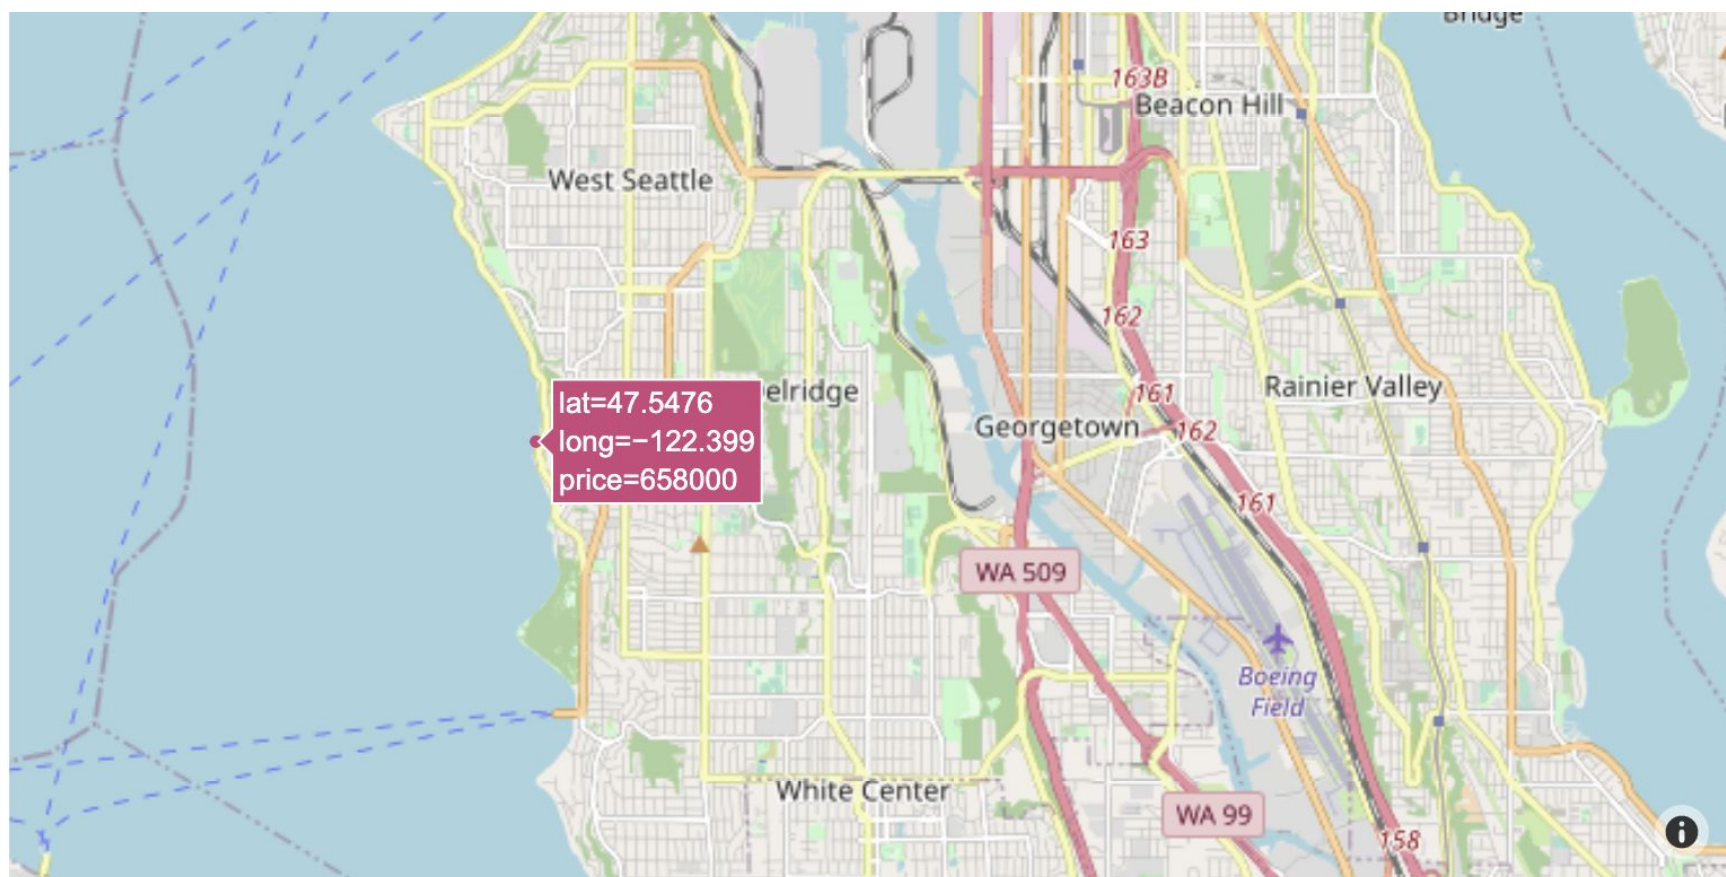 Bridge
163B
Beacon Hill
West Seattle
163
162
lat=47.5476
long=−122.399
price=658000
elridge
161
Rainier Valley
Georgetown
162
161
WA 509
Boeing
Field
White Center
WA 99
158